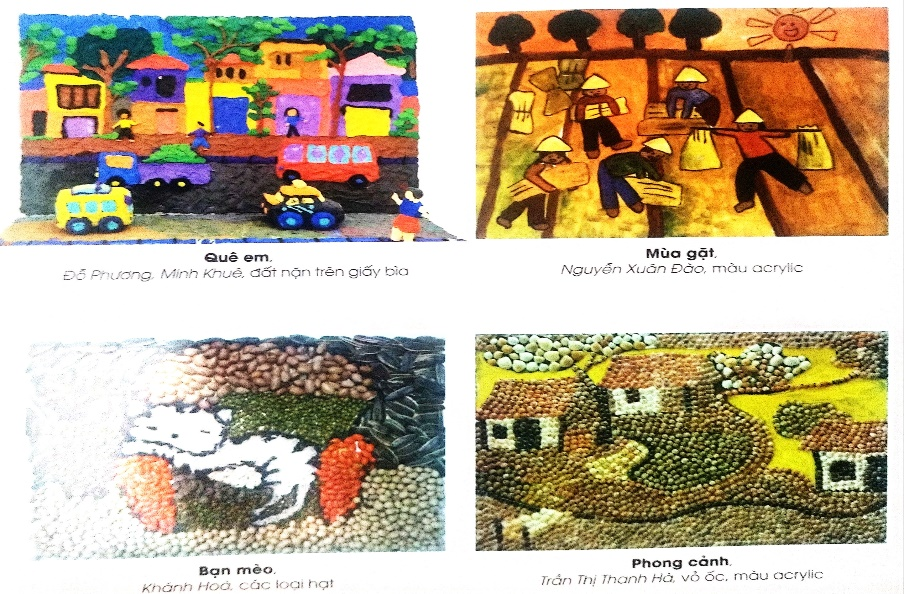 Quê em,
Đỗ Phương, Minh Khuê, đất nặn trên giấy bìa
Mùa gặt,
Nguyễn Xuân Đào, màu acrylic
Bạn mèo,
Khánh Hoà, các loại hạt
Phong cảnh,
Trần Thị Thanh Hà, vỏ ốc, màu acrylic